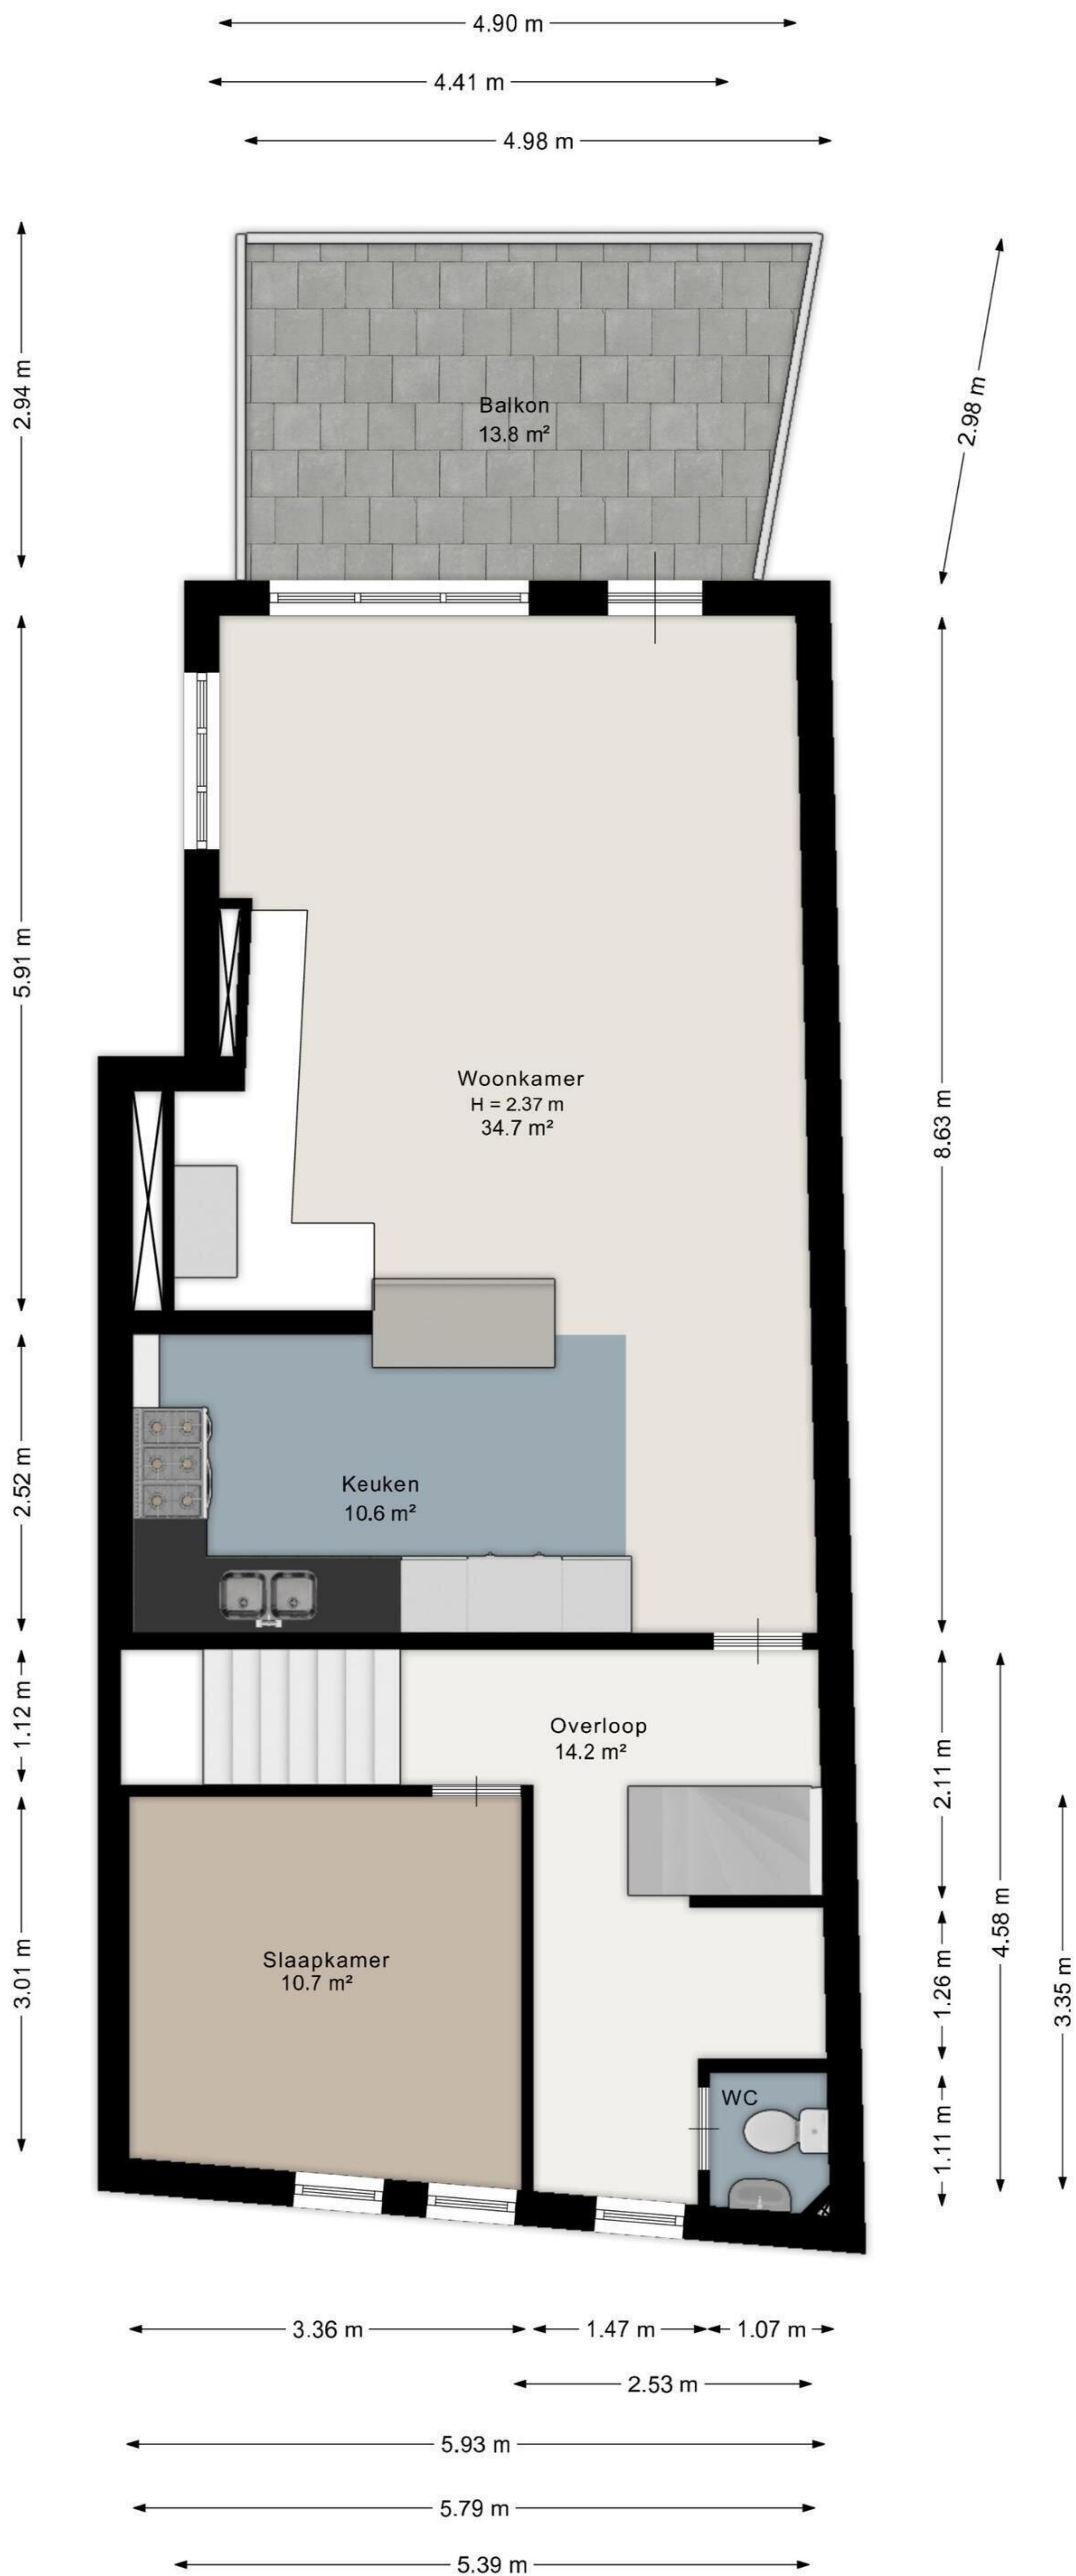 4.90 m
4.41 m
4.98 m
2.94 m
2.98 m
Balkon
13.8 m²
5.91 m
8.63 m
Woonkamer
H = 2.37 m
34.7 m²
2.52 m
Keuken
10.6 m²
1.12 m
Overloop
14.2 m²
2.11 m
4.58 m
3.35 m
3.01 m
Slaapkamer
10.7 m²
1.26 m
WC
1.11 m
3.36 m
1.47 m
1.07 m
2.53 m
5.93 m
5.79 m
5.39 m